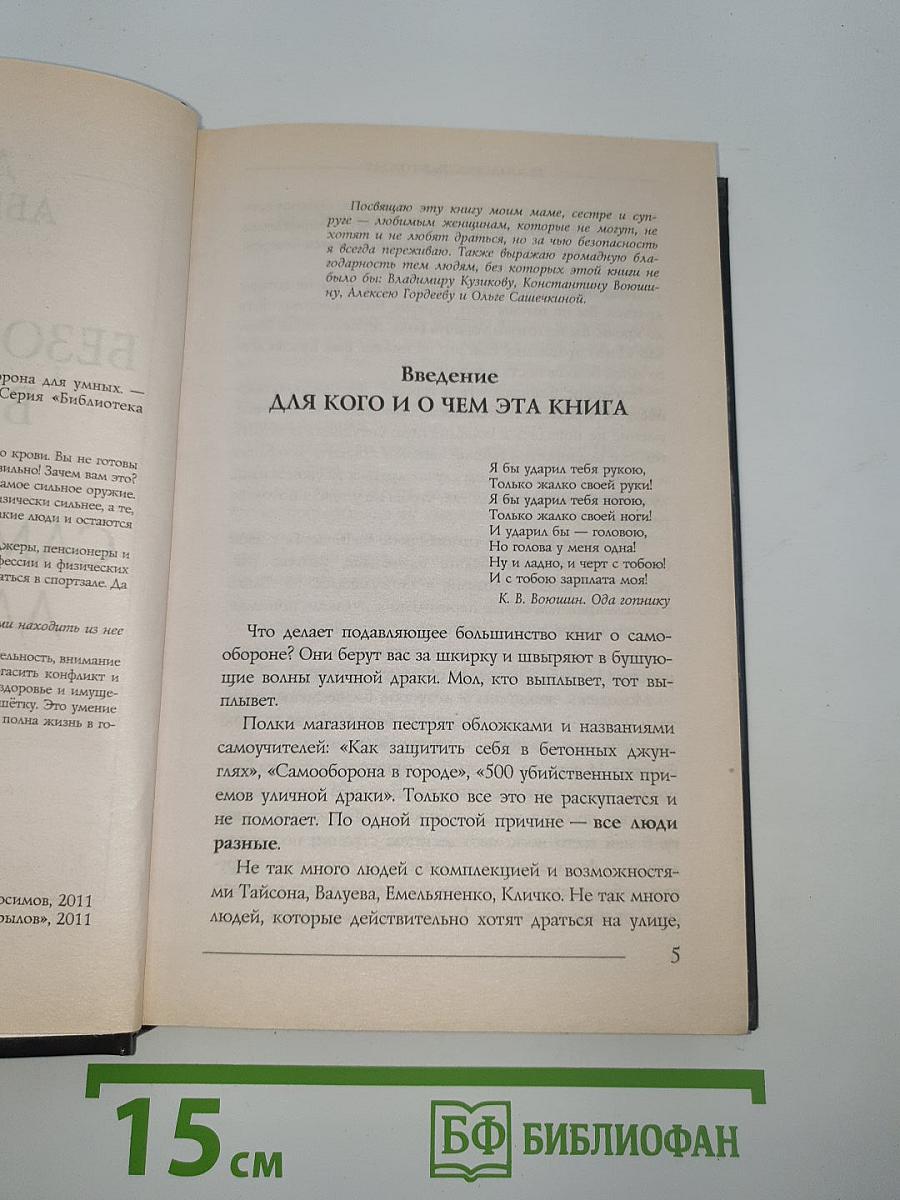 орона для умных. —
Серия «Библиотека
о крови. Вы не готовы
вильно! Зачем вам это?
амое сильное оружие.
изически сильнее, а те,
акие люди и остаются
джеры, пенсионеры и
фессии и физических
аться в спортзале. Да
ми находить из нее
ельность, внимание
гасить конфликт и
здоровье и имуще-
шётку. Это умение
полна жизнь в го-
осимов, 2011
рылов», 2011
Посвящаю эту книгу моим маме, сестре и суп-
руге — любимым женщинам, которые не могут, не
хотят и не любят драться, но за чью безопасность
я всегда переживаю. Также выражаю громадную бла-
годарность тем людям, без которых этой книги не
было бы: Владимиру Кузикову, Константину Воюши-
ну, Алексею Гордееву и Ольге Сашечкиной.
Введение
ДЛЯ КОГО И О ЧЕМ ЭТА КНИГА
Я бы ударил тебя рукою,
Только жалко своей руки!
Я бы ударил тебя ногою,
Только жалко своей ноги!
И ударил бы — головою,
Но голова у меня одна!
Ну и ладно, и черт с тобою!
И с тобою зарплата моя!
К. В. Воюшин. Ода гопнику
Что делает подавляющее большинство книг о само-
обороне? Они берут вас за шкирку и швыряют в бушую-
щие волны уличной драки. Мол, кто выплывет, тот вы-
плывет.
Полки магазинов пестрят обложками и названиями
самоучителей: «Как защитить себя в бетонных джун-
глях», «Самооборона в городе», «500 убийственных при-
емов уличной драки». Только все это не раскупается и
не помогает. По одной простой причине — все люди
разные.
Не так много людей с комплекцией и возможностя-
ми Тайсона, Валуева, Емельяненко, Кличко. Не так много
людей, которые действительно хотят драться на улице,
5
15 см
БФ БИБЛИОФАН